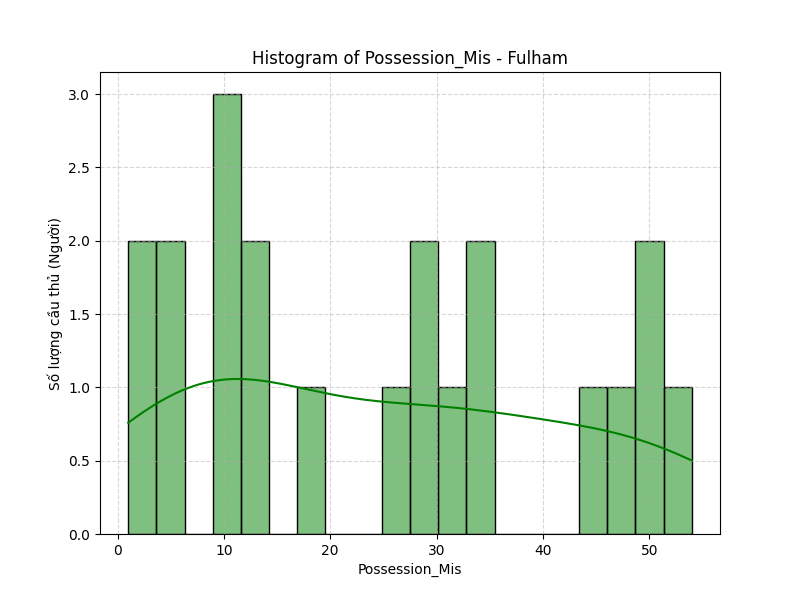 Histogram of Possession_Mis - Fulham
Số lượng cầu thủ (Người)
3.0
2.5
2.0
1.5
1.0
0.5
0.0
0 10 20 30 40 50
Possession_Mis